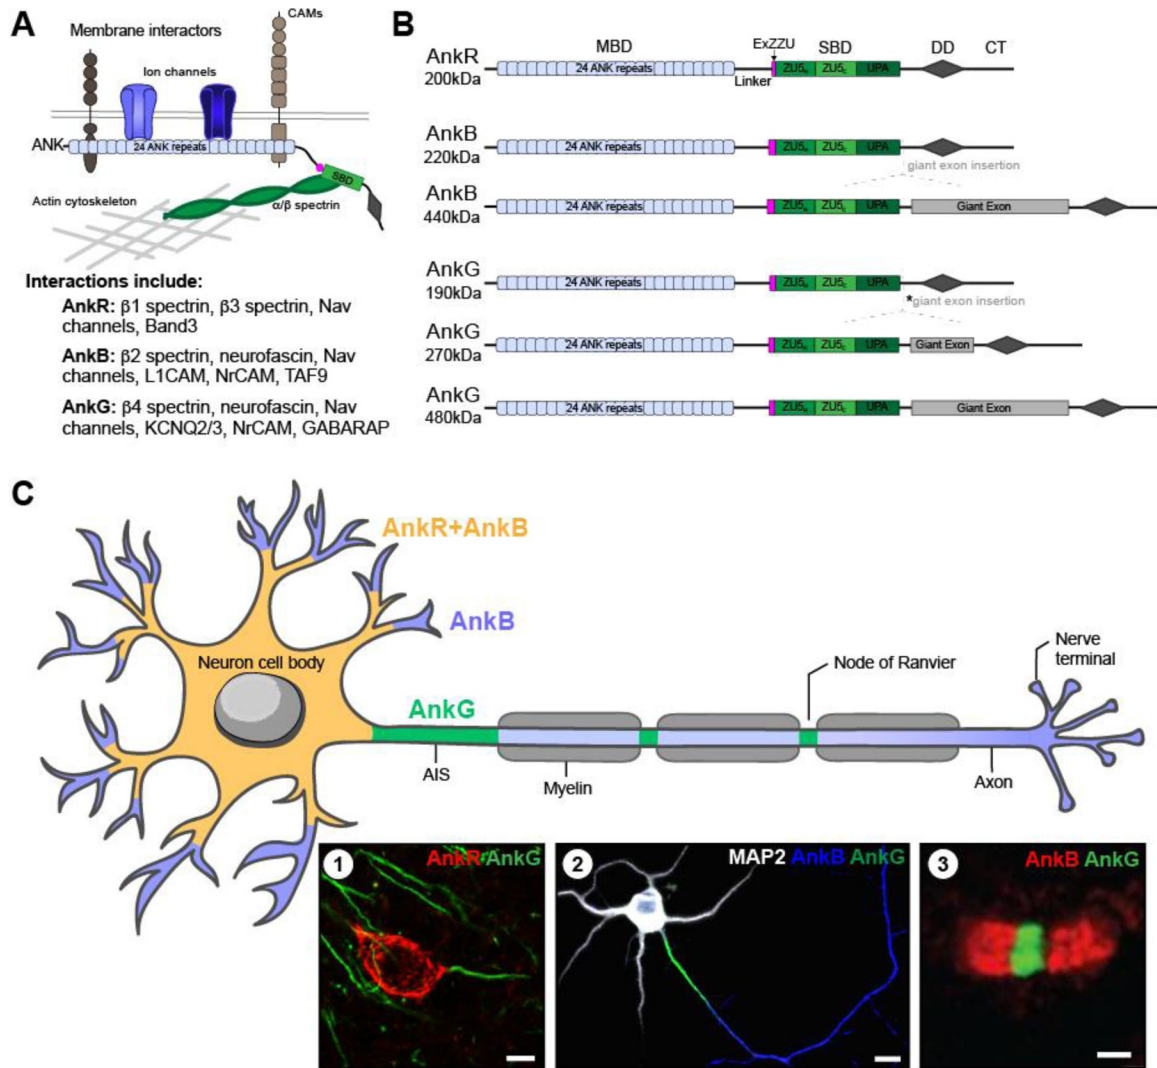 A
Membrane interactors
CAMs
Ion channels
ANK
24 ANK repeats
SBD
Actin cytoskeleton
α/β spectrin
Interactions include:
AnkR: β1 spectrin, β3 spectrin, Nav
channels, Band3
AnkB: β2 spectrin, neurofascin, Nav
channels, L1CAM, NrCAM, TAF9
AnkG: β4 spectrin, neurofascin, Nav
channels, KCNQ2/3, NrCAM, GABARAP
B
MBD
ExZZU
SBD
DD
CT
AnkR
200kDa
24 ANK repeats
Linker
ZU5N
ZU5C
UPA
AnkB
220kDa
24 ANK repeats
ZU5N
ZU5C
UPA
giant exon insertion
AnkB
440kDa
24 ANK repeats
ZU5N
ZU5C
UPA
Giant Exon
AnkG
190kDa
24 ANK repeats
ZU5N
ZU5C
UPA
*giant exon insertion
AnkG
270kDa
24 ANK repeats
ZU5N
ZU5C
UPA
Giant Exon
AnkG
480kDa
24 ANK repeats
ZU5N
ZU5C
UPA
Giant Exon
C
AnkR+AnkB
AnkB
Neuron cell body
AnkG
Node of Ranvier
Nerve
terminal
AIS
Myelin
Axon
1
AnkR AnkG
2
MAP2 AnkB AnkG
3
AnkB AnkG